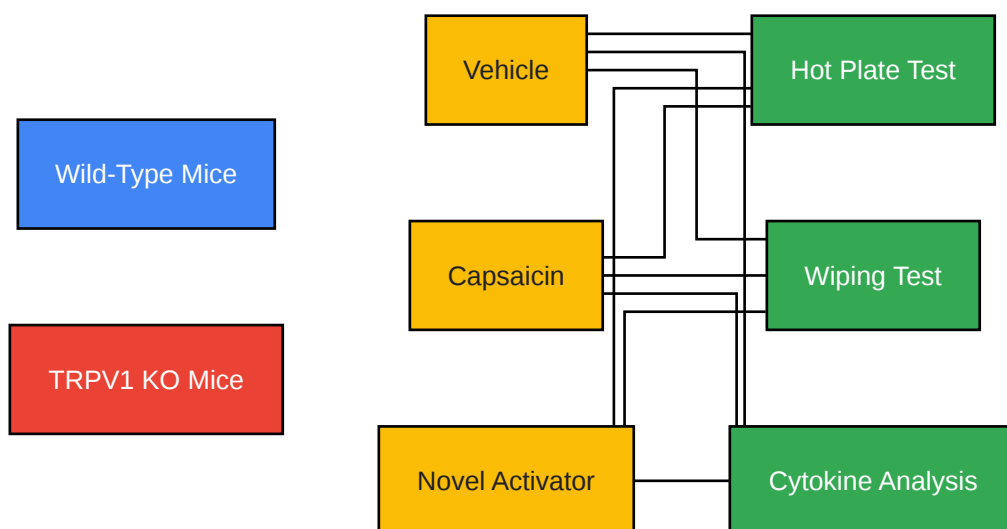 Vehicle
Hot Plate Test
Wild-Type Mice
Capsaicin
Wiping Test
TRPV1 KO Mice
Novel Activator
Cytokine Analysis